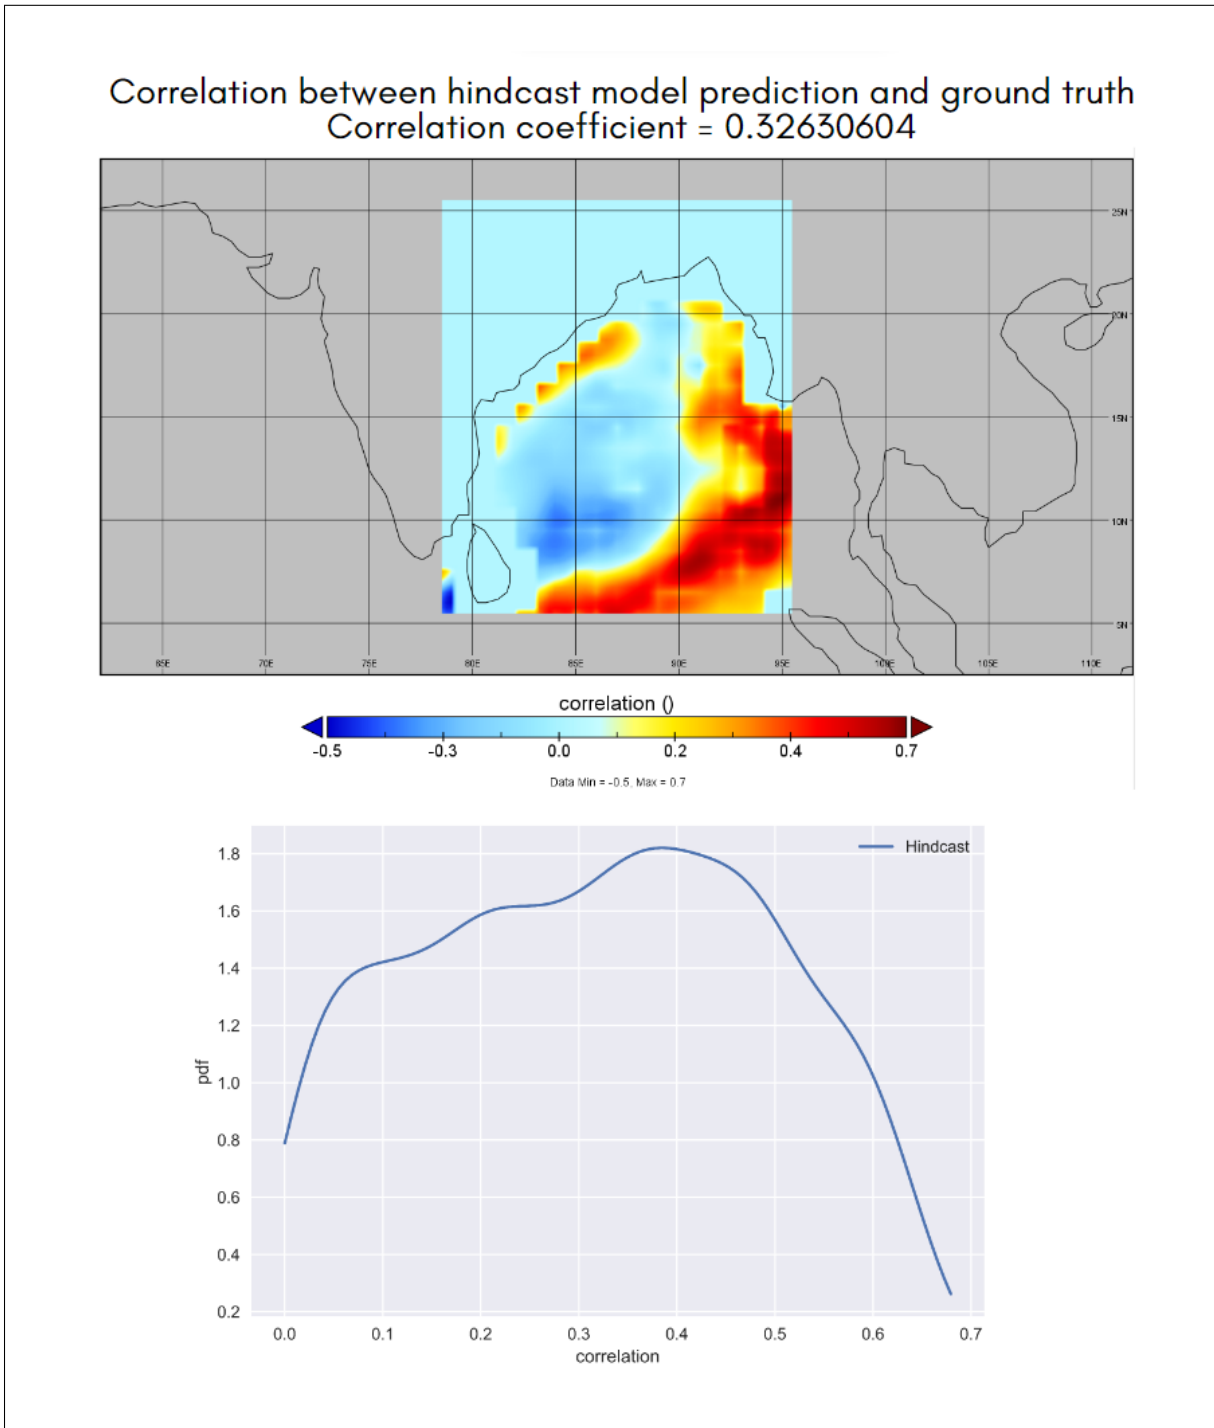 Correlation between hindcast model prediction and ground truth
Correlation coefficient = 0.32630604
25N
20N
15N
10N
5N
65E 70E 75E 80E 85E 90E 95E 100E 105E 110E
correlation ()
-0.5 -0.3 0.0 0.2 0.4 0.7
Data Min = -0.5, Max = 0.7
Hindcast
1.8
1.6
1.4
1.2
1.0
0.8
0.6
0.4
0.2
pdf
0.0 0.1 0.2 0.3 0.4 0.5 0.6 0.7
correlation